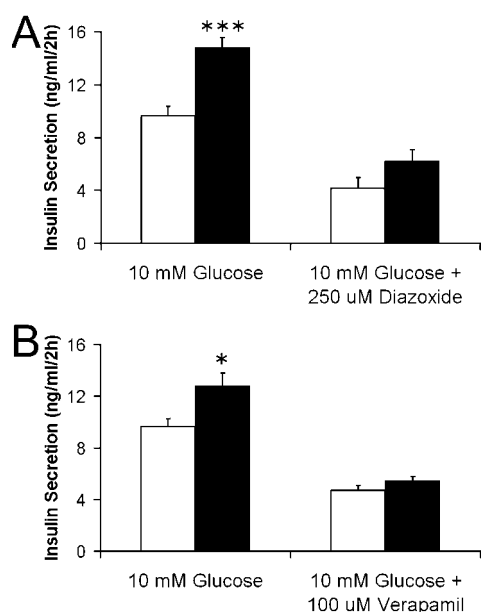 A
Insulin Secretion (ng/ml/2h)
16
12
8
4
0
***
10 mM Glucose
10 mM Glucose +
250 uM Diazoxide
B
Insulin Secretion (ng/ml/2h)
16
12
8
4
0
*
10 mM Glucose
10 mM Glucose +
100 uM Verapamil